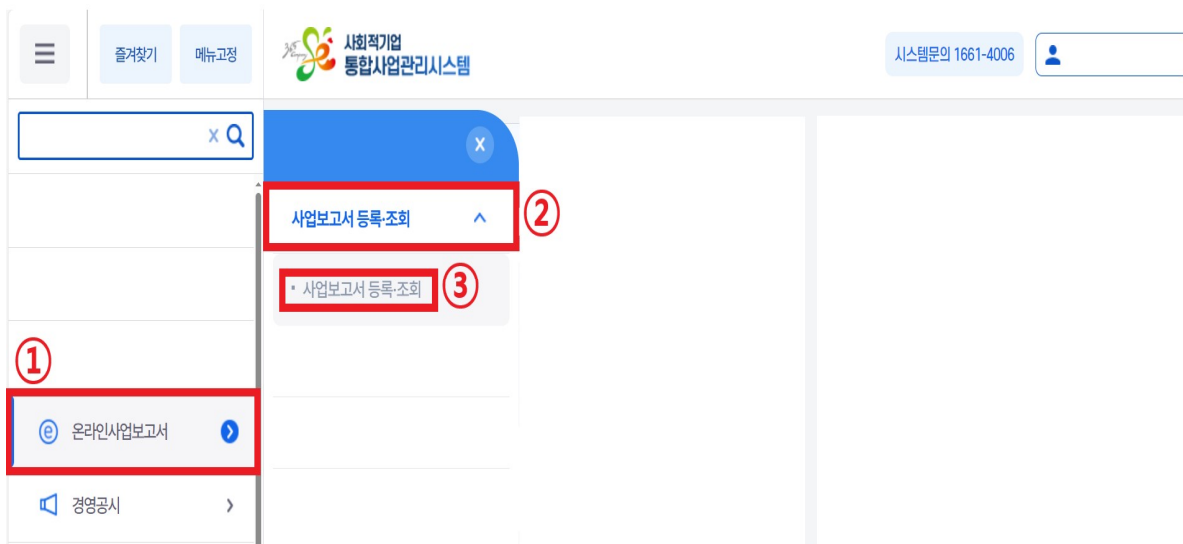 즐겨찾기
메뉴고정
사회적기업
통합사업관리시스템
시스템문의 1661-4006
X
X
사업보고서 등록·조회
②
· 사업보고서 등록·조회
③
①
온라인사업보고서
경영공시